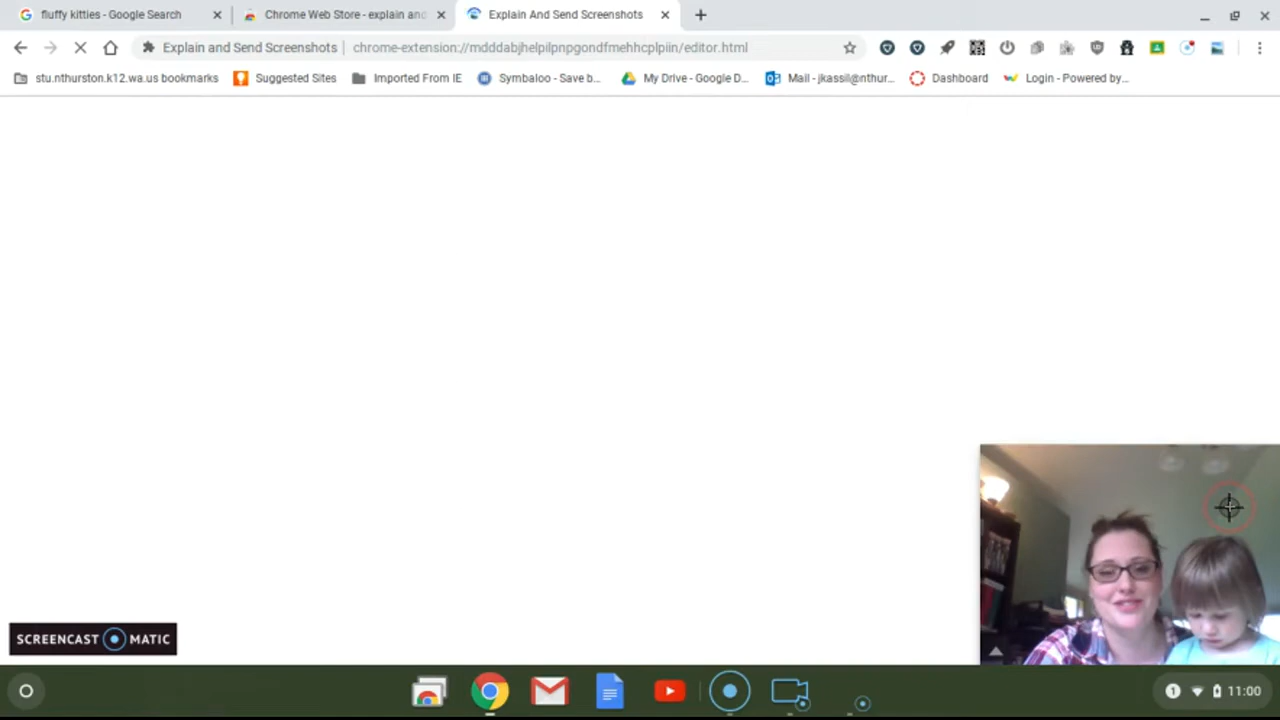 fluffy kitties - Google Search
Chrome Web Store - explain and
Explain And Send Screenshots
Explain and Send Screenshots | chrome-extension://mdddabjhelpilpnpgondfmehhcplpiin/editor.html
stu.nthurston.k12.wa.us bookmarks Suggested Sites Imported From IE Symbaloo - Save b... My Drive - Google D... Mail - jkassil@nthur... Dashboard Login - Powered by...
SCREENCAST MATIC
1 11:00